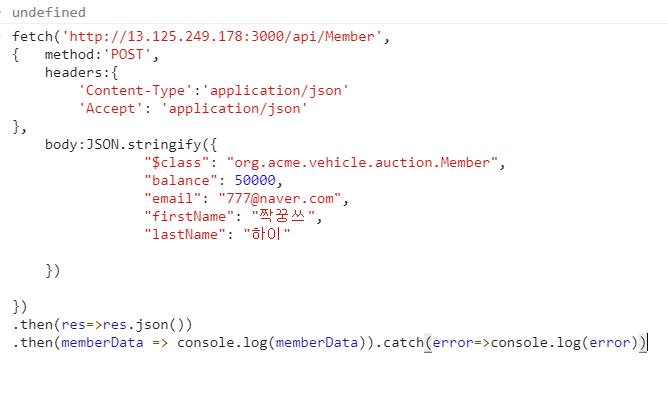 undefined
fetch('http://13.125.249.178:3000/api/Member',
{   method:'POST',
    headers:{
        'Content-Type':'application/json'
        'Accept': 'application/json'
},
    body:JSON.stringify({
                "$class": "org.acme.vehicle.auction.Member",
                "balance": 50000,
                "email": "777@naver.com",
                "firstName": "짝꿍쓰",
                "lastName": "하이"
    })
})
.then(res=>res.json())
.then(memberData => console.log(memberData)).catch(error=>console.log(error))